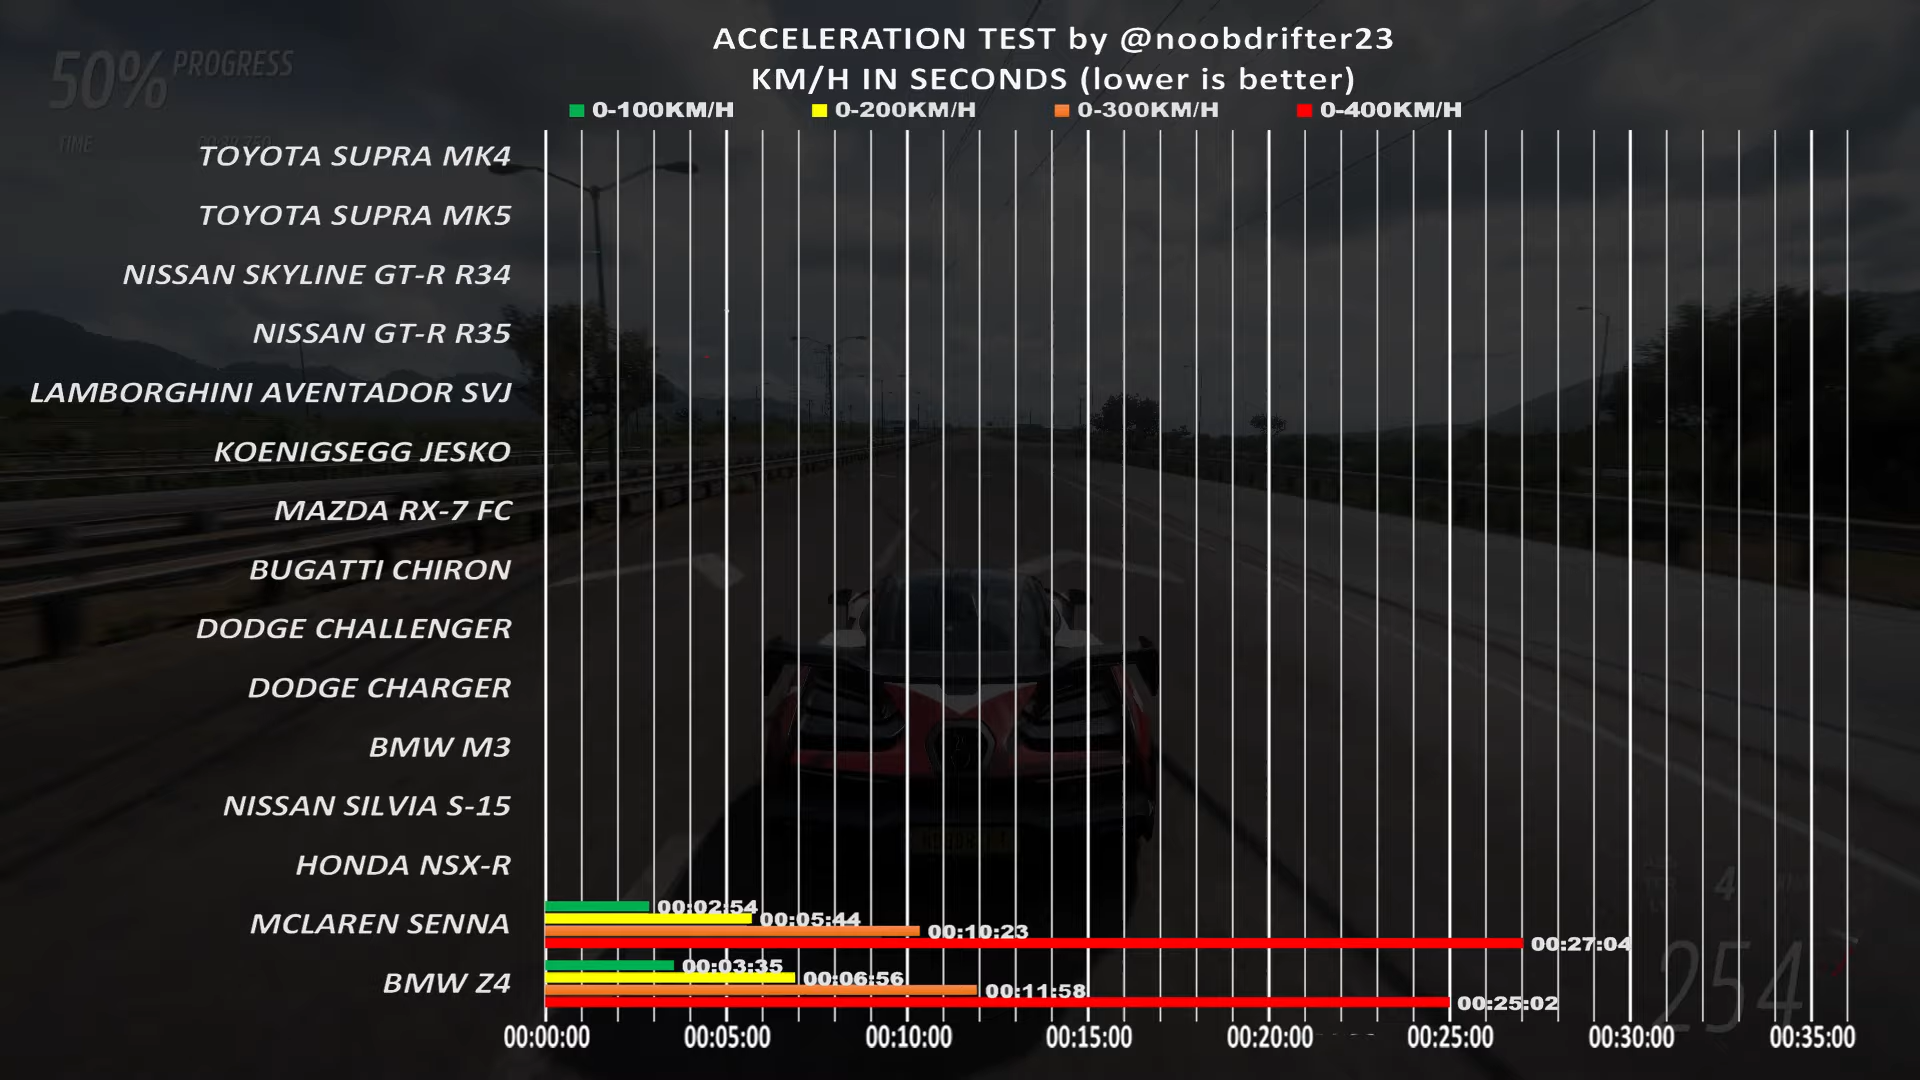 ACCELERATION TEST by @noobdrifter23
KM/H IN SECONDS (lower is better)
0-100KM/H 0-200KM/H 0-300KM/H 0-400KM/H
50% PROGRESS
TIME
TOYOTA SUPRA MK4
TOYOTA SUPRA MK5
NISSAN SKYLINE GT-R R34
NISSAN GT-R R35
LAMBORGHINI AVENTADOR SVJ
KOENIGSEGG JESKO
MAZDA RX-7 FC
BUGATTI CHIRON
DODGE CHALLENGER
DODGE CHARGER
BMW M3
NISSAN SILVIA S-15
HONDA NSX-R
MCLAREN SENNA
00:02:54
00:05:44
00:10:23
00:27:04
BMW Z4
00:03:35
00:06:56
00:11:58
00:25:02
4
254
00:00:00 00:05:00 00:10:00 00:15:00 00:20:00 00:25:00 00:30:00 00:35:00